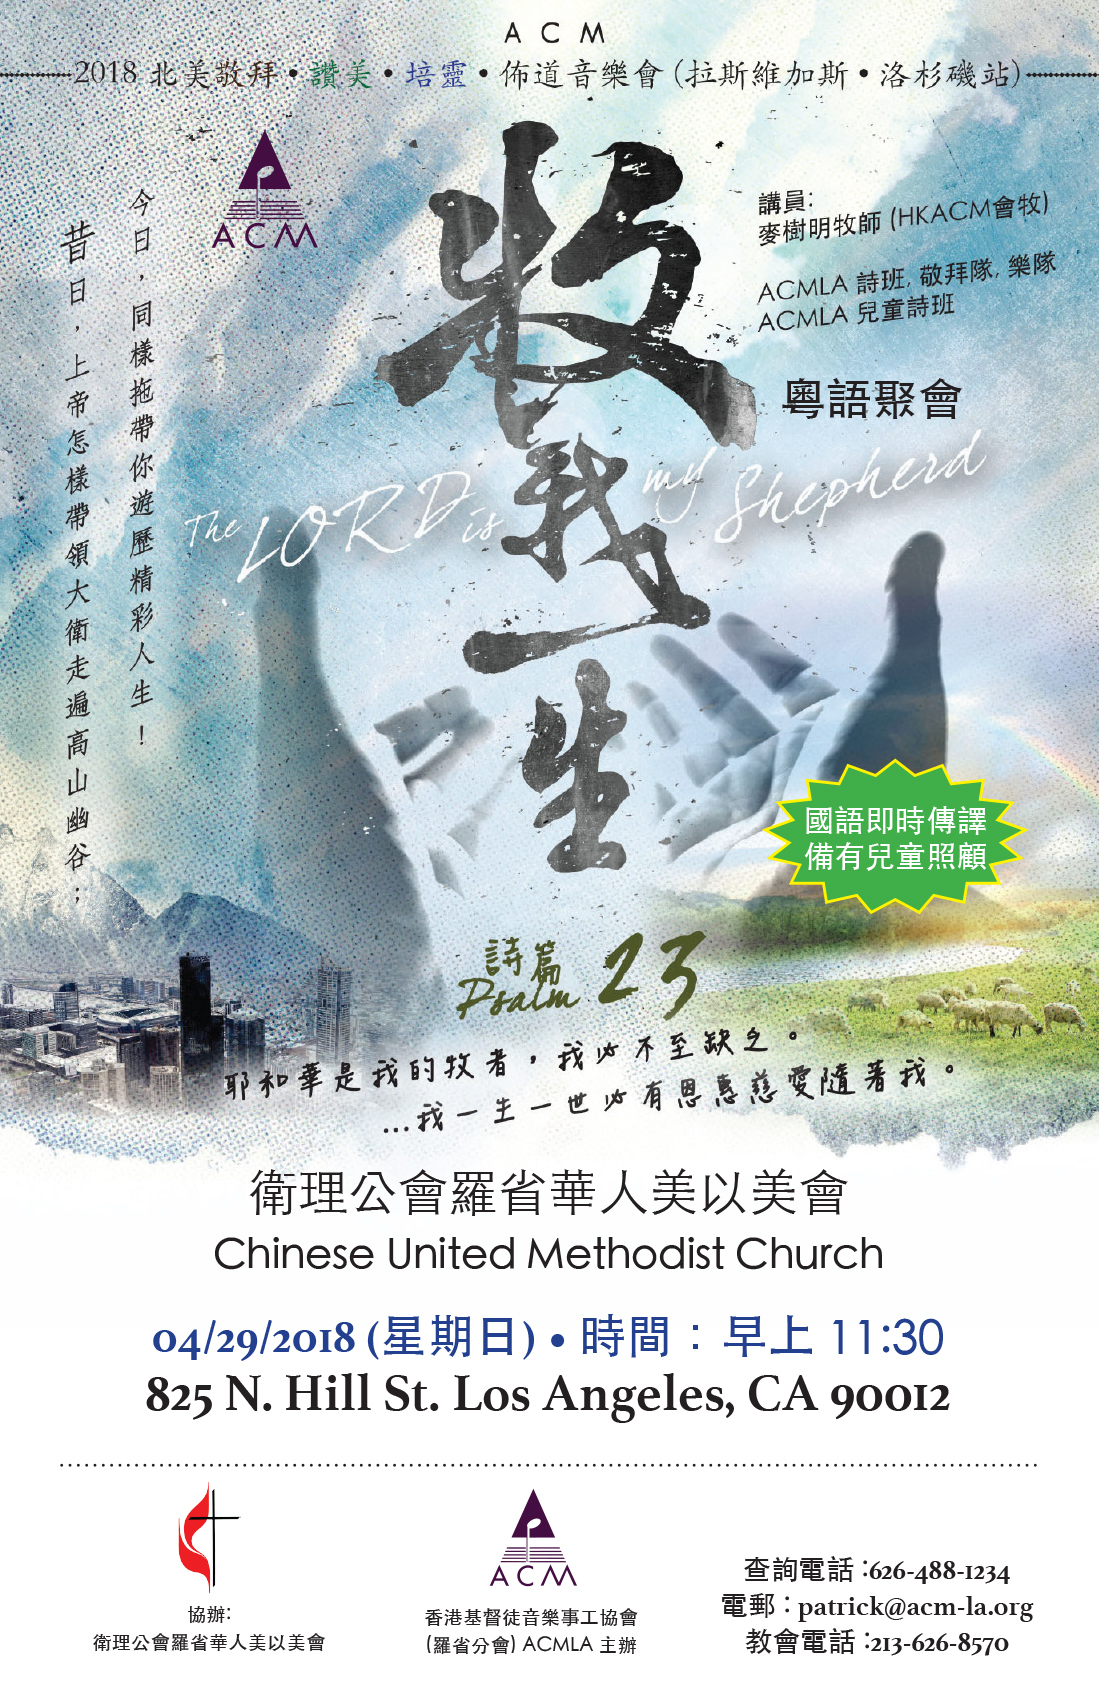 ACM
2018 北美敬拜 • 讚美 • 培靈 • 佈道音樂會 (拉斯維加斯 • 洛杉磯站)
ACM
今日，同樣拖帶你遊歷精彩人生！
昔日，上帝怎樣帶領大衛走遍高山幽谷；
牧
我
一
生
講員:
麥樹明牧師 (HKACM會牧)
ACMLA 詩班, 敬拜隊, 樂隊
ACMLA 兒童詩班
粵語聚會
The LORD is my Shepherd
國語即時傳譯
備有兒童照顧
詩篇
Psalm 23
耶和華是我的牧者，我必不至缺乏。
...我一生一世必有恩惠慈愛隨著我。
衛理公會羅省華人美以美會
Chinese United Methodist Church
04/29/2018 (星期日) • 時間：早上 11:30
825 N. Hill St. Los Angeles, CA 90012
協辦:
衛理公會羅省華人美以美會
ACM
香港基督徒音樂事工協會
(羅省分會) ACMLA 主辦
查詢電話 :626-488-1234
電郵 : patrick@acm-la.org
教會電話 :213-626-8570